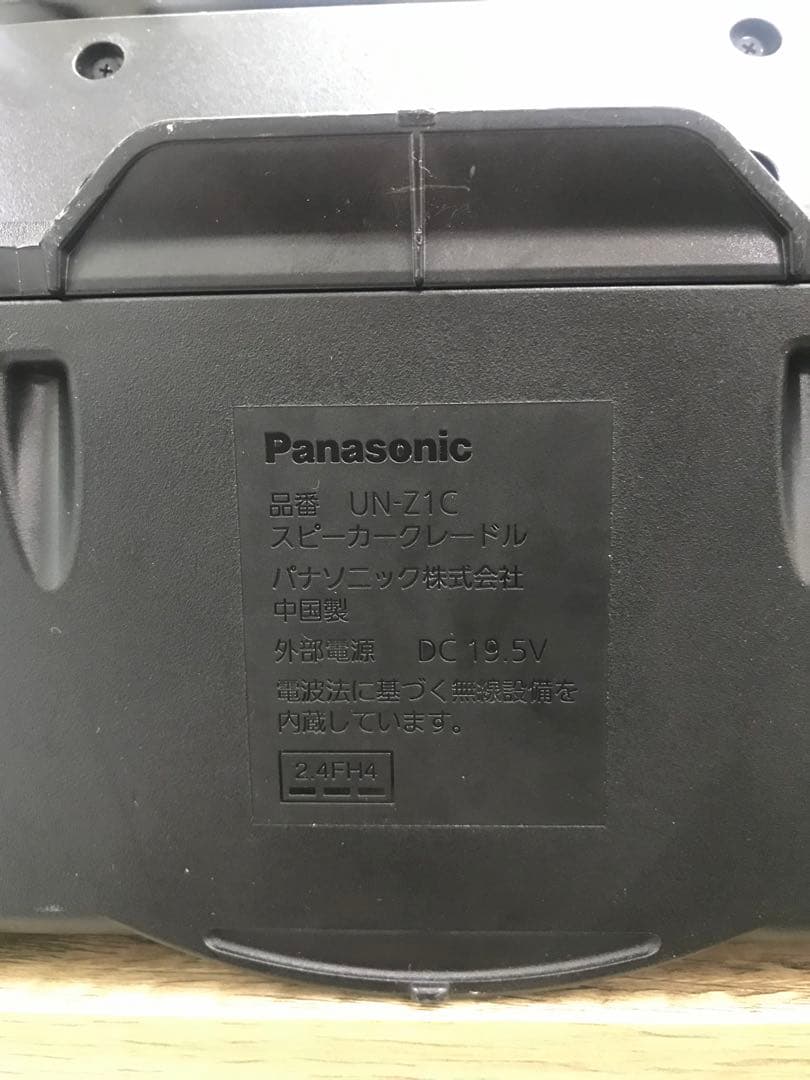 Panasonic
品番 UN-Z1C
スピーカークレードル
パナソニック株式会社
中国製
外部電源 DC 19.5V
電波法に基づく無線設備を
内蔵しています。
2.4FH4